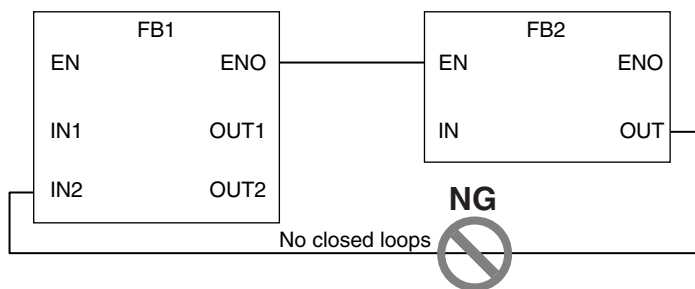 FB1
EN ENO
IN1 OUT1
IN2 OUT2
FB2
EN ENO
IN OUT
NG
No closed loops